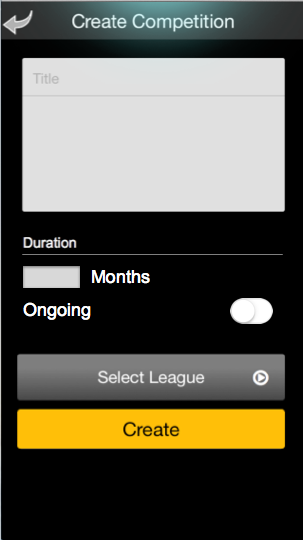 Create Competition
Title
Duration
Months
Ongoing
Select League
Create